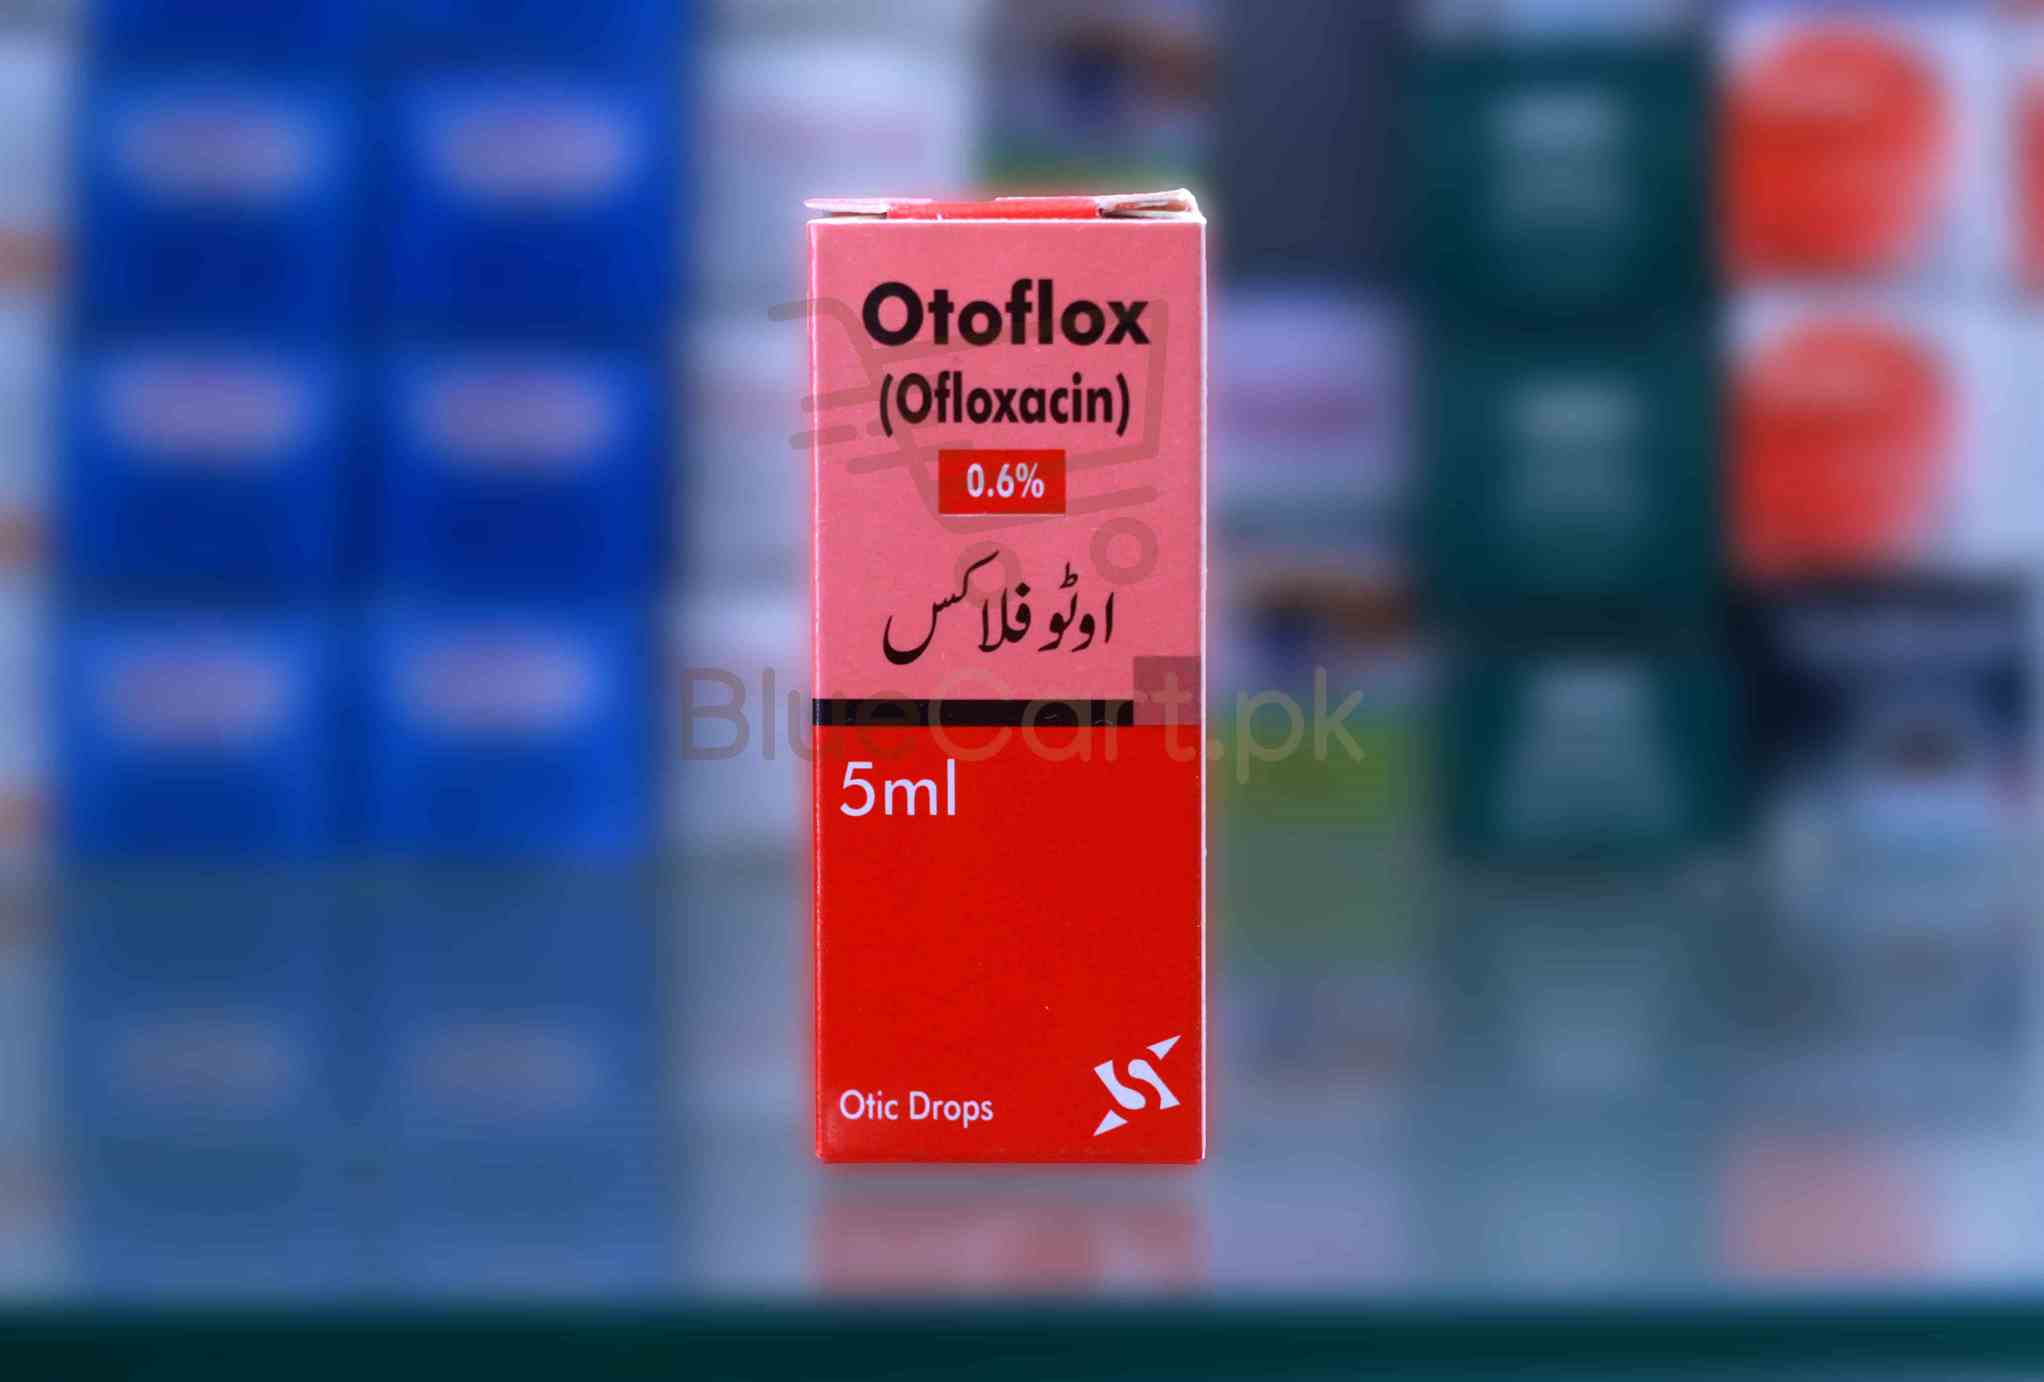 Otoflox
(Ofloxacin)
0.6%
اوٹو فلاکس
BlueCart.pk
5ml
Otic Drops